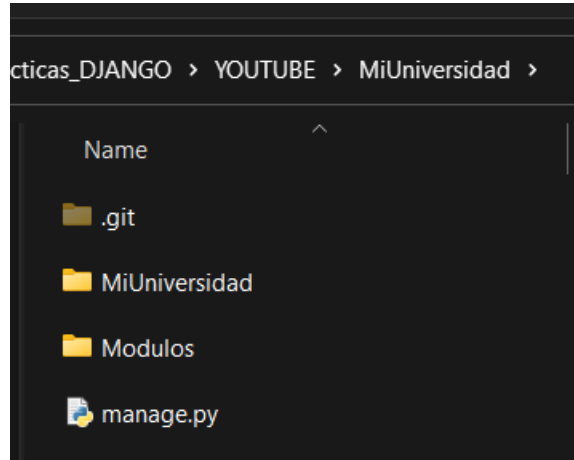 cticas_DJANGO > YOUTUBE > MiUniversidad >
Name
.git
MiUniversidad
Modulos
manage.py